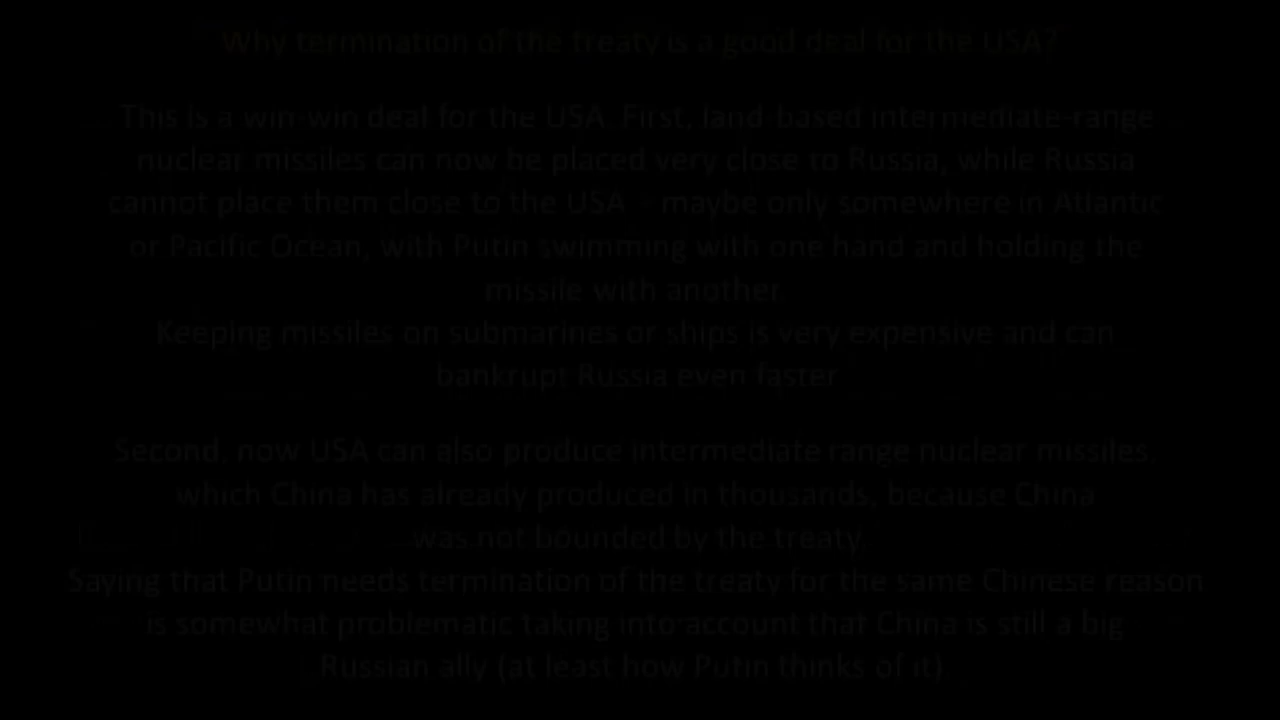 "Why termination of the treaty is a good deal for the USA?"
This is a win-win deal for the USA. First, land based intermediate-range
nuclear missiles can now be placed very close to Russia, while Russia
cannot place them close to the USA - maybe only somewhere in Atlantic
or Pacific Ocean, with Putin swimming with one hand and holding the
missile with another
Keeping missiles on submarines or ships is very expensive and can
bankrupt Russia even faster
Second, now USA can also produce intermediate range nuclear missiles,
which China has already produced in thousands, because China
was not bounded by the treaty.
Saying that Putin needs termination of the treaty for the same Chinese reason
is somewhat problematic taking into account that China is still a big
Russian ally (at least how Putin thinks of it).